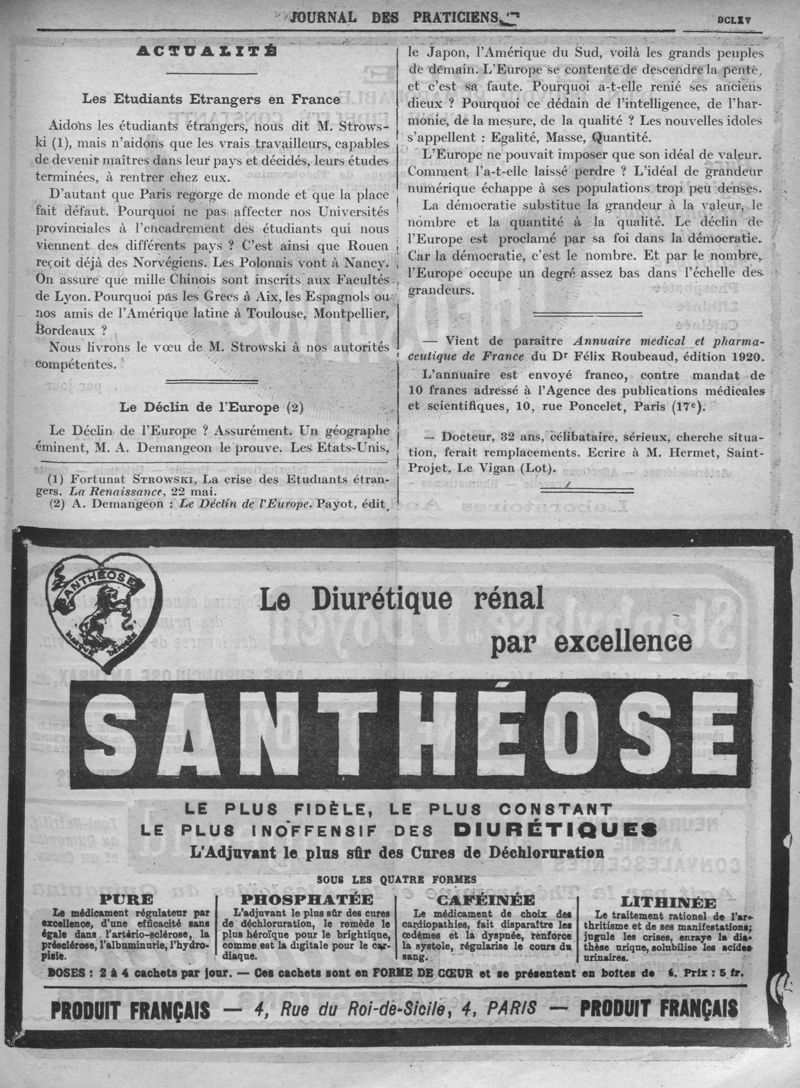 JOURNAL DES PRATICIENS
DCLXV
ACTUALITÉ
Les Etudiants Etrangers en France
Aidons les étudiants étrangers, nous dit M. Strows-
ki (1), mais n'aidons que les vrais travailleurs, capables
de devenir maîtres dans leur pays et décidés, leurs études
terminées, à rentrer chez eux.
D'autant que Paris regorge de monde et que la place
fait défaut. Pourquoi ne pas affecter nos Universités
provinciales à l'encadrement des étudiants qui nous
viennent des différents pays ? C'est ainsi que Rouen
reçoit déjà des Norvégiens. Les Polonais vont à Nancy.
On assure que mille Chinois sont inscrits aux Facultés
de Lyon. Pourquoi pas les Grecs à Aix, les Espagnols ou
nos amis de l'Amérique latine à Toulouse, Montpellier,
Bordeaux ?
Nous livrons le vœu de M. Strowski à nos autorités
compétentes.
Le Déclin de l'Europe (2)
Le Déclin de l'Europe ? Assurément. Un géographe
éminent, M. A. Demangeon le prouve. Les Etats-Unis,
(1) Fortunat STROWSKI, La crise des Etudiants étran-
gers. La Renaissance, 22 mai.
(2) A. Demangeon : Le Déclin de l'Europe. Payot, édit.
le Japon, l'Amérique du Sud, voilà les grands peuples
de demain. L'Europe se contente de descendre la pente,
et c'est sa faute. Pourquoi a-t-elle renié ses anciens
dieux ? Pourquoi ce dédain de l'intelligence, de l'har-
monie, de la mesure, de la qualité ? Les nouvelles idoles
s'appellent : Egalité, Masse, Quantité.
L'Europe ne pouvait imposer que son idéal de valeur.
Comment l'a-t-elle laissé perdre ? L'idéal de grandeur
numérique échappe à ses populations trop peu denses.
La démocratie substitue la grandeur à la valeur, le
nombre et la quantité à la qualité. Le déclin de
l'Europe est proclamé par sa foi dans la démocratie.
Car la démocratie, c'est le nombre. Et par le nombre,
l'Europe occupe un degré assez bas dans l'échelle des
grandeurs.
— Vient de paraître Annuaire medical et pharma-
ceutique de France du Dr Félix Roubeaud, édition 1920.
L'annuaire est envoyé franco, contre mandat de
10 francs adressé à l'Agence des publications médicales
et scientifiques, 10, rue Poncelet, Paris (17e).
— Docteur, 32 ans, célibataire, sérieux, cherche situa-
tion, ferait remplacements. Ecrire à M. Hermet, Saint-
Projet, Le Vigan (Lot).
SANTHÉOSE
Le Diurétique rénal
par excellence
SANTHÉOSE
LE PLUS FIDÈLE, LE PLUS CONSTANT
LE PLUS INOFFENSIF DES DIURÉTIQUES
L'Adjuvant le plus sûr des Cures de Déchloruration
SOUS LES QUATRE FORMES
PURE
Le médicament régulateur par
excellence, d'une efficacité sans
égale dans l'artério-sclérose, la
présclérose, l'albuminurie, l'hydro-
pisie.
PHOSPHATÉE
L'adjuvant le plus sûr des cures
de déchloruration, le remède le
plus héroïque pour le brightique,
comme est la digitale pour le car-
diaque.
CAFÉINÉE
Le médicament de choix des
cardiopathies, fait disparaître les
œdèmes et la dyspnée, renforce
la systole, régularise le cours du
sang.
LITHINÉE
Le traitement rationel de l'ar-
thritisme et de ses manifestations;
jugule les crises, enraye la dia-
thèse urique, solubilise les acides
urinaires.
DOSES : 2 à 4 cachets par jour. — Ces cachets sont en FORME DE CŒUR et se présentent en boîtes de 6. Prix : 5 fr.
PRODUIT FRANÇAIS — 4, Rue du Roi-de-Sicile, 4, PARIS — PRODUIT FRANÇAIS